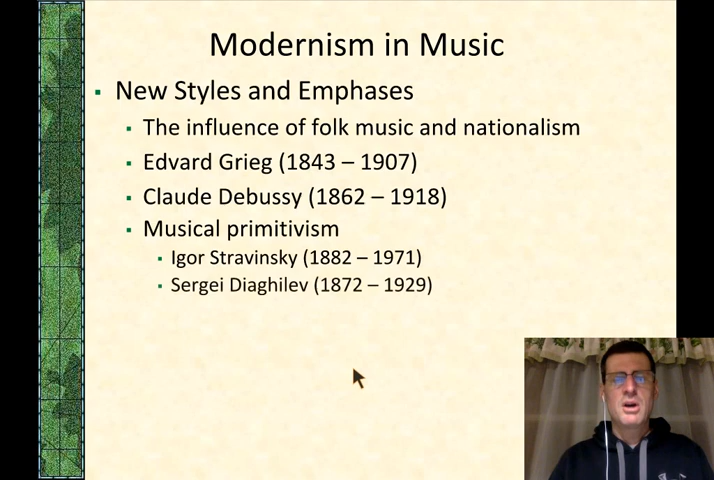 Modernism in Music
New Styles and Emphases
The influence of folk music and nationalism
Edvard Grieg (1843 – 1907)
Claude Debussy (1862 – 1918)
Musical primitivism
Igor Stravinsky (1882 – 1971)
Sergei Diaghilev (1872 – 1929)